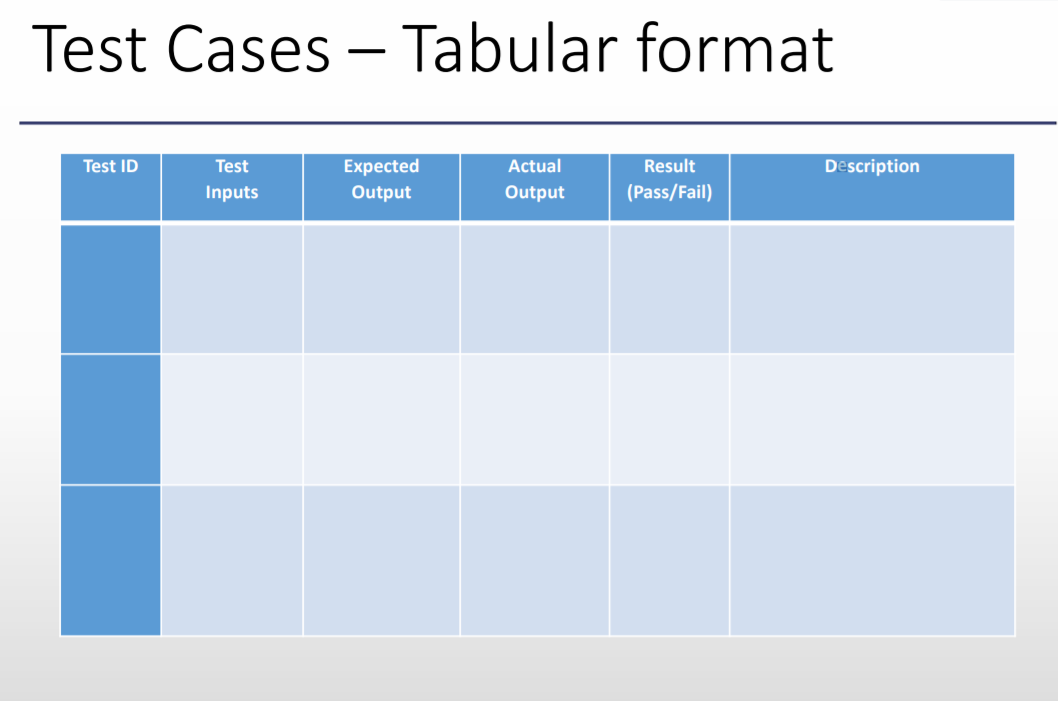 Test Cases – Tabular format
Test ID
Test
Inputs
Expected
Output
Actual
Output
Result
(Pass/Fail)
Description